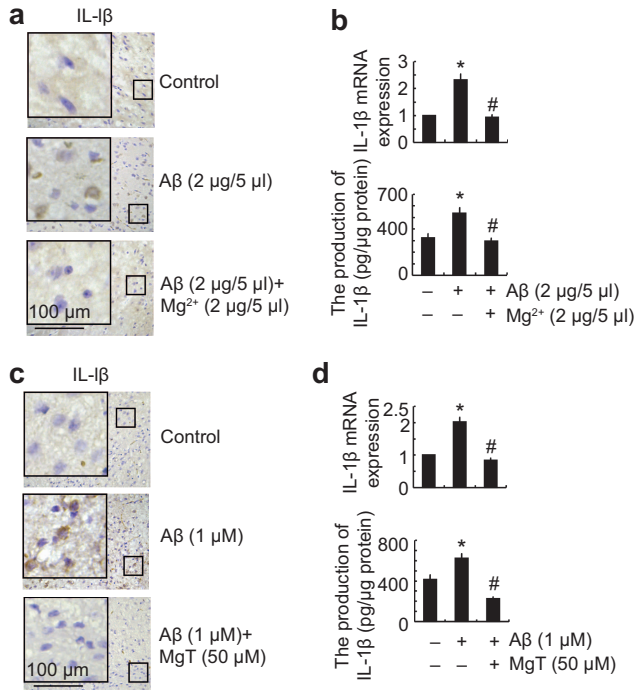 a
IL-Iβ
Control
Aβ (2 µg/5 µl)
Aβ (2 µg/5 µl)+
Mg²⁺ (2 µg/5 µl)
100 µm
b
IL-1β mRNA
expression
3
2
1
0
*
#
The production of
IL-1β (pg/µg protein)
700
400
300
*
#
– + + Aβ (2 µg/5 µl)
– – + Mg²⁺ (2 µg/5 µl)
c
IL-Iβ
Control
Aβ (1 µM)
Aβ (1 µM)+
MgT (50 µM)
100 µm
d
IL-1β mRNA
expression
2.5
2
1
0
*
#
The production of
IL-1β (pg/µg protein)
800
400
0
*
#
– + + Aβ (1 µM)
– – + MgT (50 µM)